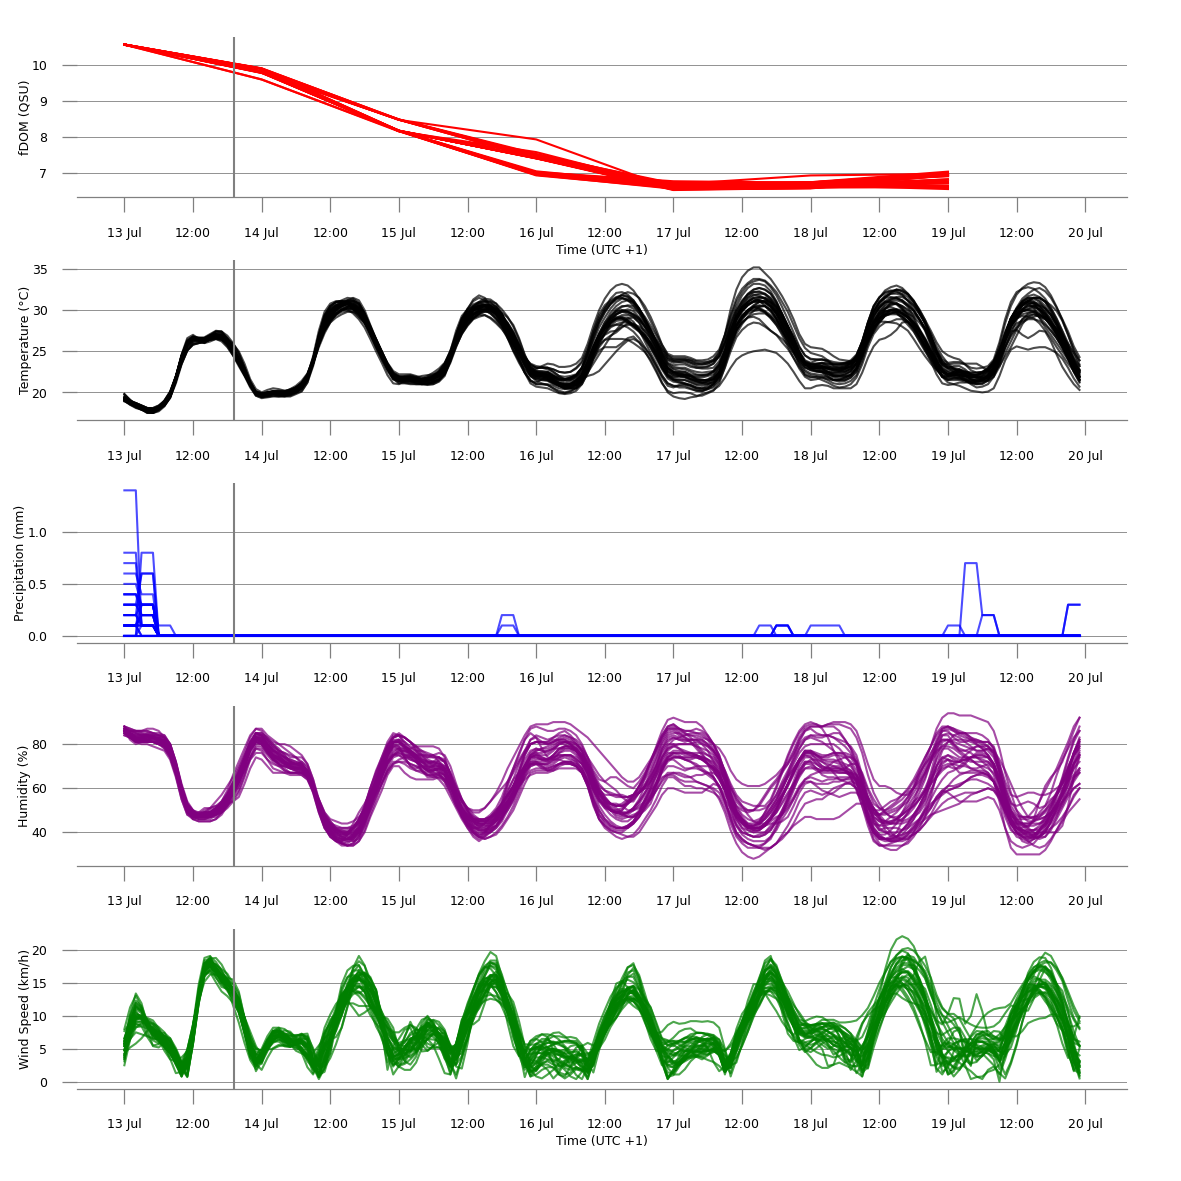 fDOM (QSU)
10
9
8
7
13 Jul 12:00 14 Jul 12:00 15 Jul 12:00 16 Jul 12:00 17 Jul 12:00 18 Jul 12:00 19 Jul 12:00 20 Jul
Time (UTC +1)
Temperature (°C)
35
30
25
20
13 Jul 12:00 14 Jul 12:00 15 Jul 12:00 16 Jul 12:00 17 Jul 12:00 18 Jul 12:00 19 Jul 12:00 20 Jul
Precipitation (mm)
1.0
0.5
0.0
13 Jul 12:00 14 Jul 12:00 15 Jul 12:00 16 Jul 12:00 17 Jul 12:00 18 Jul 12:00 19 Jul 12:00 20 Jul
Humidity (%)
80
60
40
13 Jul 12:00 14 Jul 12:00 15 Jul 12:00 16 Jul 12:00 17 Jul 12:00 18 Jul 12:00 19 Jul 12:00 20 Jul
Wind Speed (km/h)
20
15
10
5
0
13 Jul 12:00 14 Jul 12:00 15 Jul 12:00 16 Jul 12:00 17 Jul 12:00 18 Jul 12:00 19 Jul 12:00 20 Jul
Time (UTC +1)